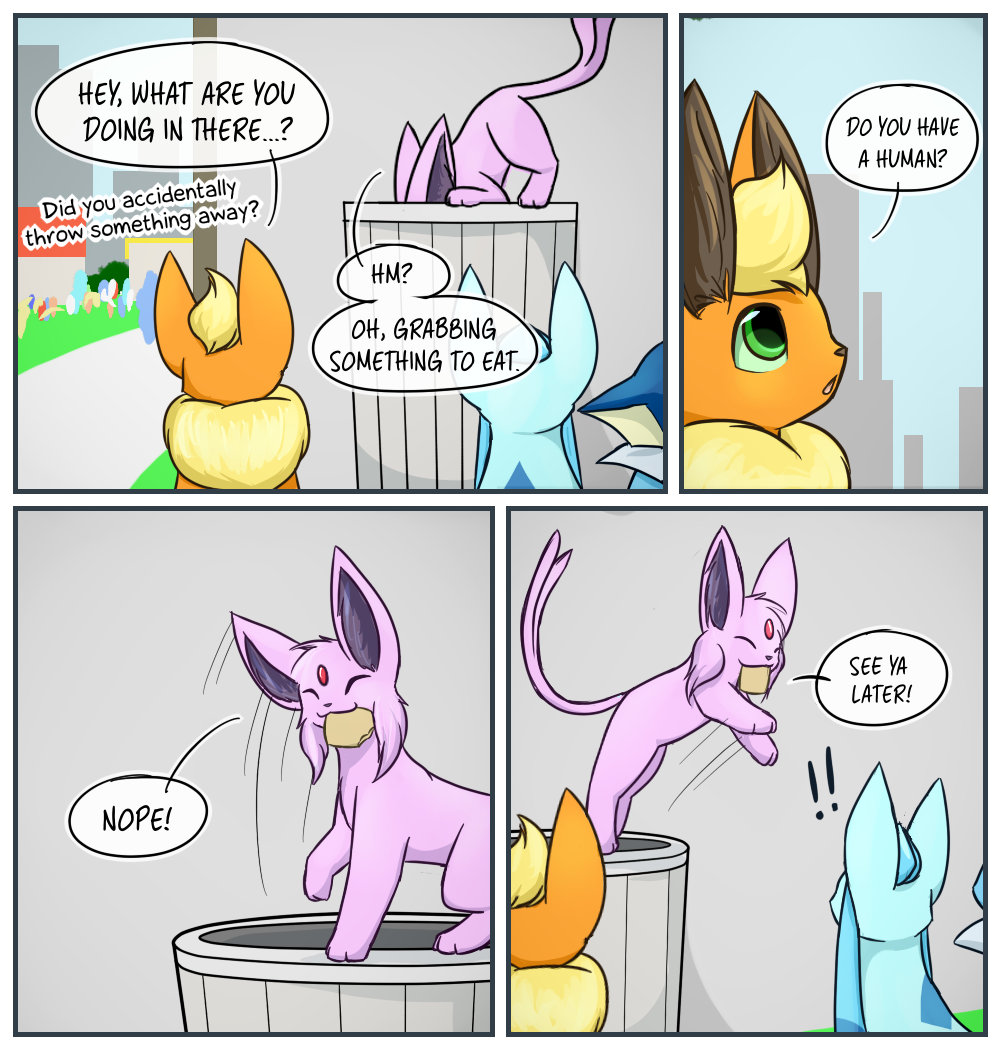 HEY, WHAT ARE YOU
DOING IN THERE...?
Did you accidentally
throw something away?
HM?
OH, GRABBING
SOMETHING TO EAT.
DO YOU HAVE
A HUMAN?
NOPE!
SEE YA
LATER!
!!